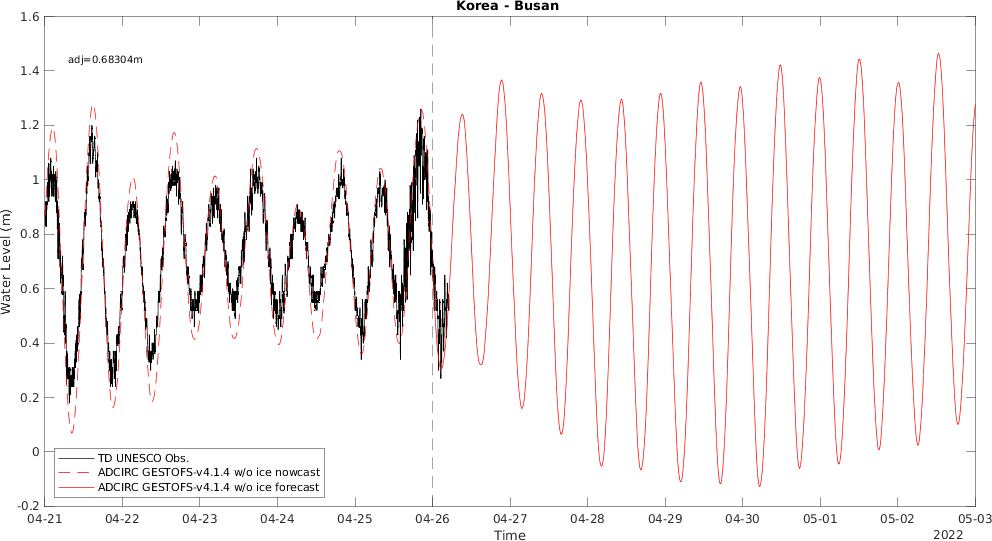 Korea - Busan
1.6
1.4
1.2
1
0.8
0.6
0.4
0.2
0
-0.2
Water Level (m)
adj=0.68304m
TD UNESCO Obs.
ADCIRC GESTOFS-v4.1.4 w/o ice nowcast
ADCIRC GESTOFS-v4.1.4 w/o ice forecast
04-21 04-22 04-23 04-24 04-25 04-26 04-27 04-28 04-29 04-30 05-01 05-02 05-03
Time
2022